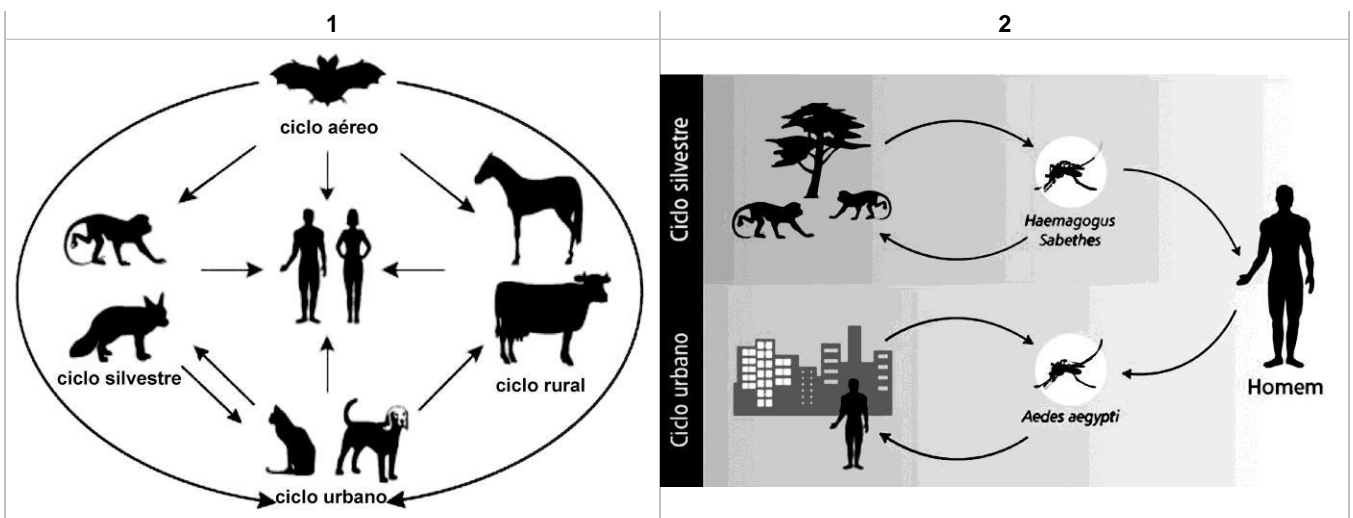 1
ciclo aéreo
ciclo silvestre
ciclo rural
ciclo urbano
2
Ciclo silvestre
Haemagogus
Sabethes
Ciclo urbano
Aedes aegypti
Homem